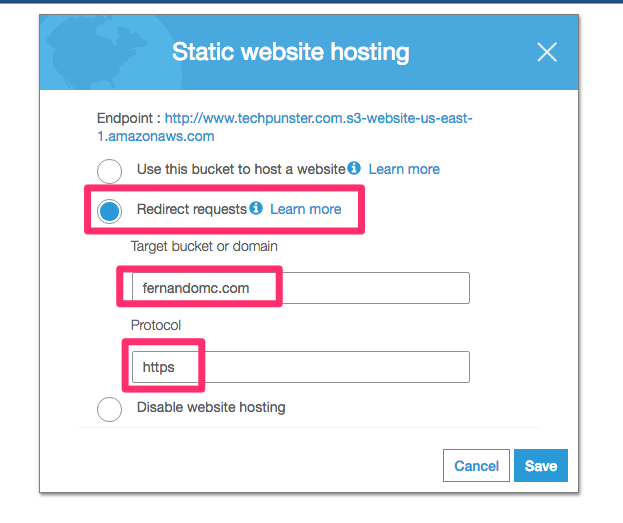 Static website hosting
Endpoint : http://www.techpunster.com.s3-website-us-east-
1.amazonaws.com
Use this bucket to host a website Learn more
Redirect requests Learn more
Target bucket or domain
fernandomc.com
Protocol
https
Disable website hosting
Cancel Save